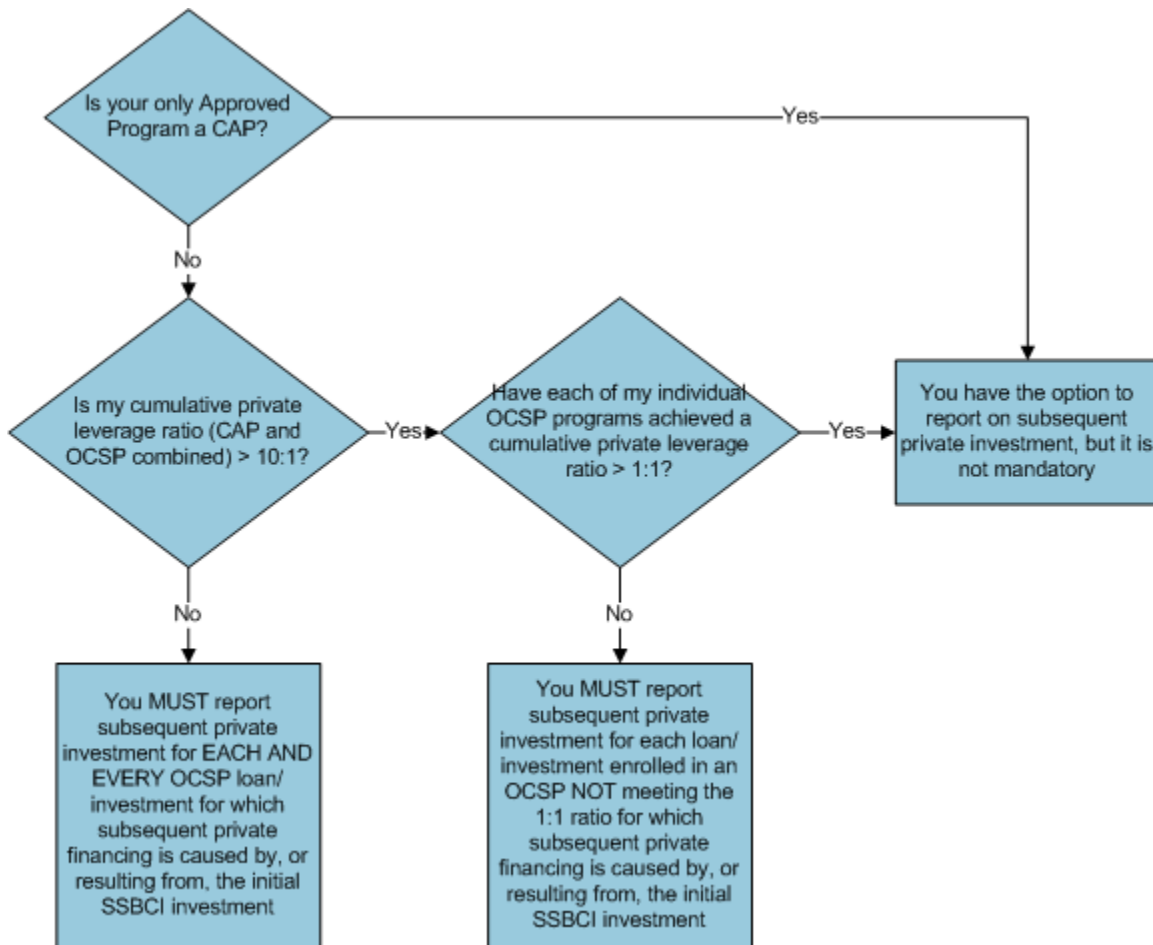 Is your only Approved
Program a CAP?
Yes
No
Is my cumulative private
leverage ratio (CAP and
OCSP combined) > 10:1?
Yes
Have each of my individual
OCSP programs achieved a
cumulative private leverage
ratio > 1:1?
Yes
You have the option to
report on subsequent
private investment, but it is
not mandatory
No
No
You MUST report
subsequent private
investment for EACH AND
EVERY OCSP loan/
investment for which
subsequent private
financing is caused by, or
resulting from, the initial
SSBCI investment
You MUST report
subsequent private
investment for each loan/
investment enrolled in an
OCSP NOT meeting the
1:1 ratio for which
subsequent private
financing is caused by, or
resulting from, the initial
SSBCI investment